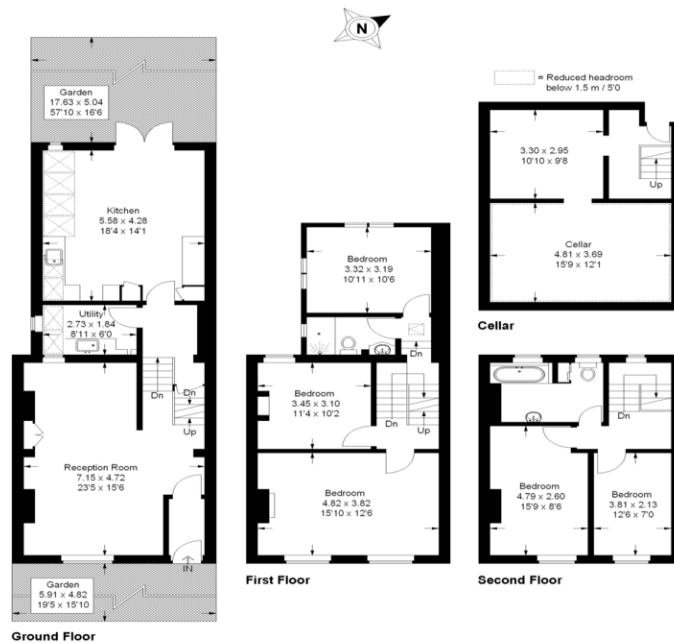 N
Garden
17.63 x 5.04
57'10 x 16'6
Kitchen
5.58 x 4.28
18'4 x 14'1
Utility
2.73 x 1.84
8'11 x 6'0
Dn
Dn
Up
Reception Room
7.15 x 4.72
23'5 x 15'6
IN
Garden
5.91 x 4.82
19'5 x 15'10
Ground Floor
Bedroom
3.32 x 3.19
10'11 x 10'6
Dn
Bedroom
3.45 x 3.10
11'4 x 10'2
Dn
Up
Bedroom
4.82 x 3.82
15'10 x 12'6
First Floor
= Reduced headroom
below 1.5 m / 5'0
3.30 x 2.95
10'10 x 9'8
Up
Cellar
4.81 x 3.69
15'9 x 12'1
Cellar
Dn
Bedroom
4.79 x 2.60
15'9 x 8'6
Bedroom
3.81 x 2.13
12'6 x 7'0
Second Floor